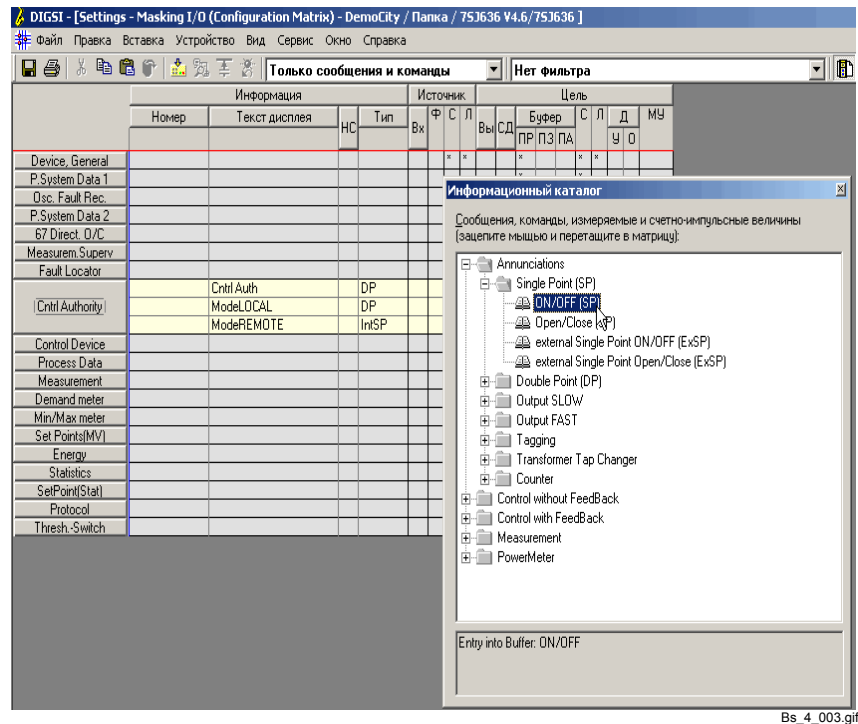 DIGSI - [Settings - Masking I/O (Configuration Matrix) - DemoCity / Папка / 7SJ636 V4.6/7SJ636 ]
Файл Правка Вставка Устройство Вид Сервис Окно Справка
Только сообщения и команды Нет фильтра
Информация Источник Цель
Номер Текст дисплея НС Тип Вх Ф С Л Вы СД Буфер С Л Д МУ
ПР ПЗ ПА У О
Device, General * * * * *
P.System Data 1 *
Osc. Fault Rec.
P.System Data 2
67 Direct. O/C
Measurem.Superv
Fault Locator
Cntrl Authority
Cntrl Auth DP
ModeLOCAL DP
ModeREMOTE IntSP
Control Device
Process Data
Measurement
Demand meter
Min/Max meter
Set Points(MV)
Energy
Statistics
SetPoint(Stat)
Protocol
Thresh.-Switch
Информационный каталог
Сообщения, команды, измеряемые и счетно-импульсные величины
(зацепите мыщью и перетащите в матрицу):
Annunciations
Single Point (SP)
ON/OFF (SP)
Open/Close
external Single Point ON/OFF (ExSP)
external Single Point Open/Close (ExSP)
Double Point (DP)
Output SLOW
Output FAST
Tagging
Transformer Tap Changer
Counter
Control without FeedBack
Control with FeedBack
Measurement
PowerMeter
Entry into Buffer: ON/OFF
Bs_4_003.gif